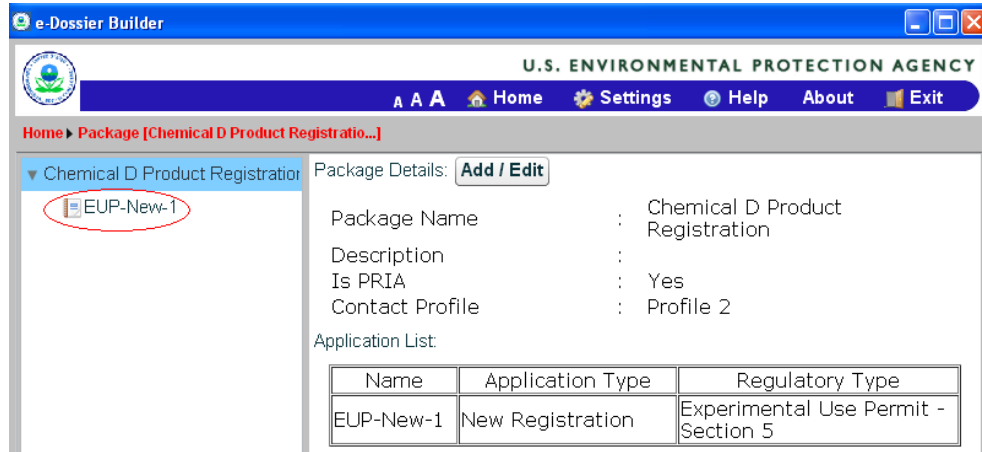 e-Dossier Builder
U.S. ENVIRONMENTAL PROTECTION AGENCY
A A A Home Settings Help About Exit
Home Package [Chemical D Product Registratio...]
Chemical D Product Registration
EUP-New-1
Package Details: Add / Edit
Package Name : Chemical D Product
Registration
Description :
Is PRIA : Yes
Contact Profile : Profile 2
Application List:
Name Application Type Regulatory Type
EUP-New-1 New Registration Experimental Use Permit -
Section 5